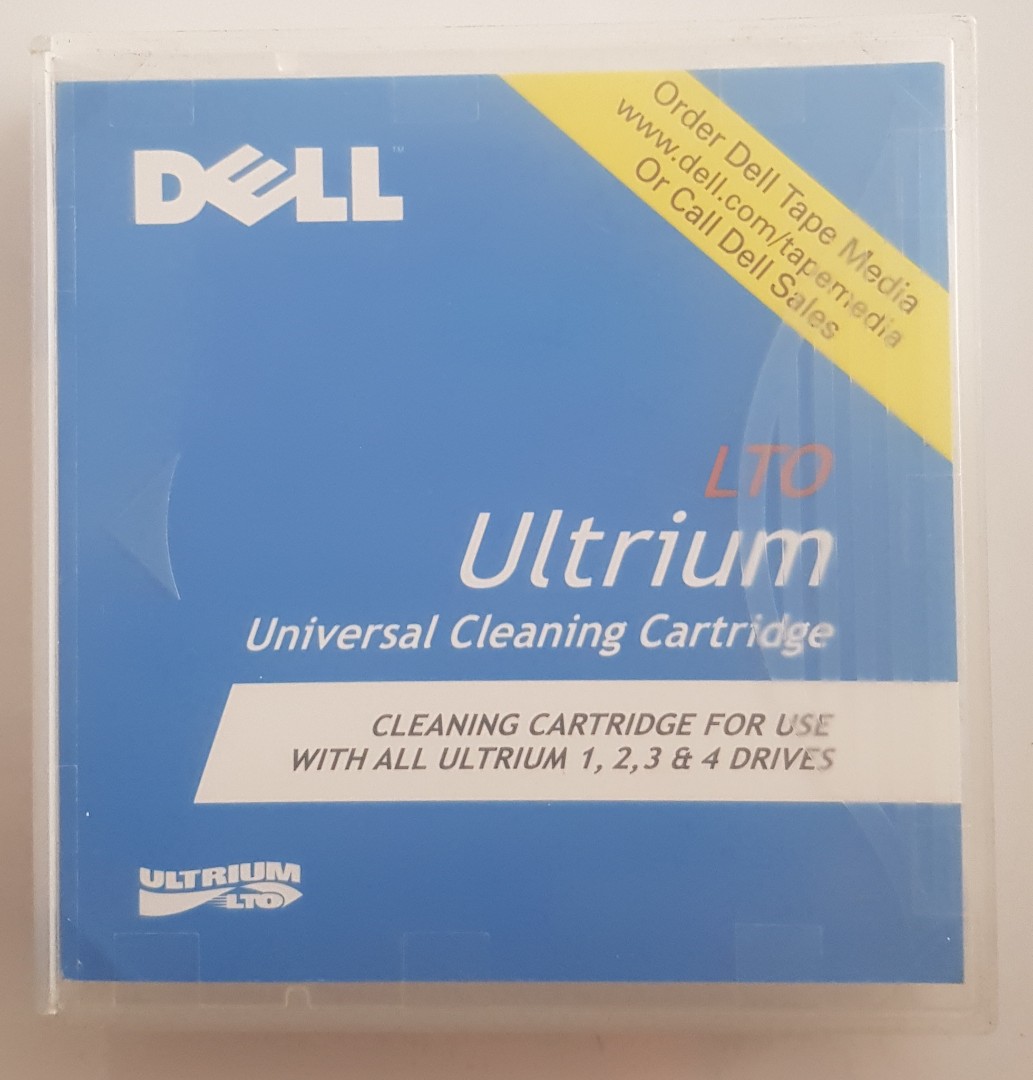 DELL™
Order Dell Tape Media
www.dell.com/tapemedia
Or Call Dell Sales
LTO
Ultrium
Universal Cleaning Cartridge
CLEANING CARTRIDGE FOR USE
WITH ALL ULTRIUM 1, 2,3 & 4 DRIVES
ULTRIUM
LTO